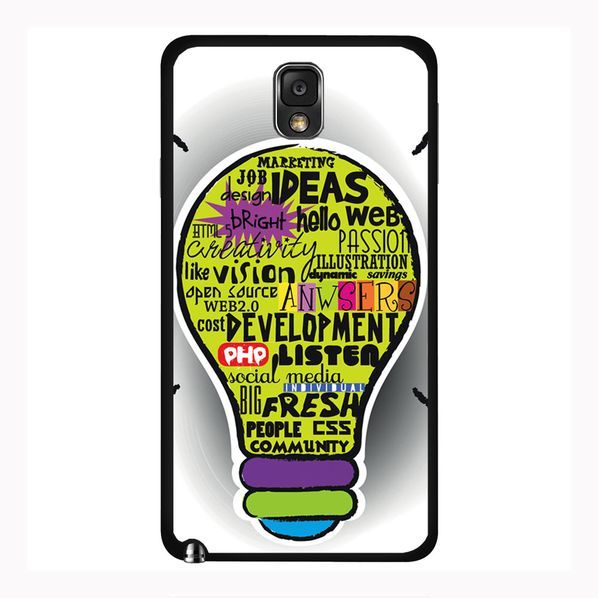 MARKETING
JOB IDEAS
design
bRight hello WEB
HTML 5
creativity PASSION
ILLUSTRATION
like vision dynamic savings
open source ANWSERS
WEB2.0
cost DEVELOPMENT
PHP LISTEN
social media
INDIVIDUAL
BIG FRESH
PEOPLE CSS
COMMUNITY